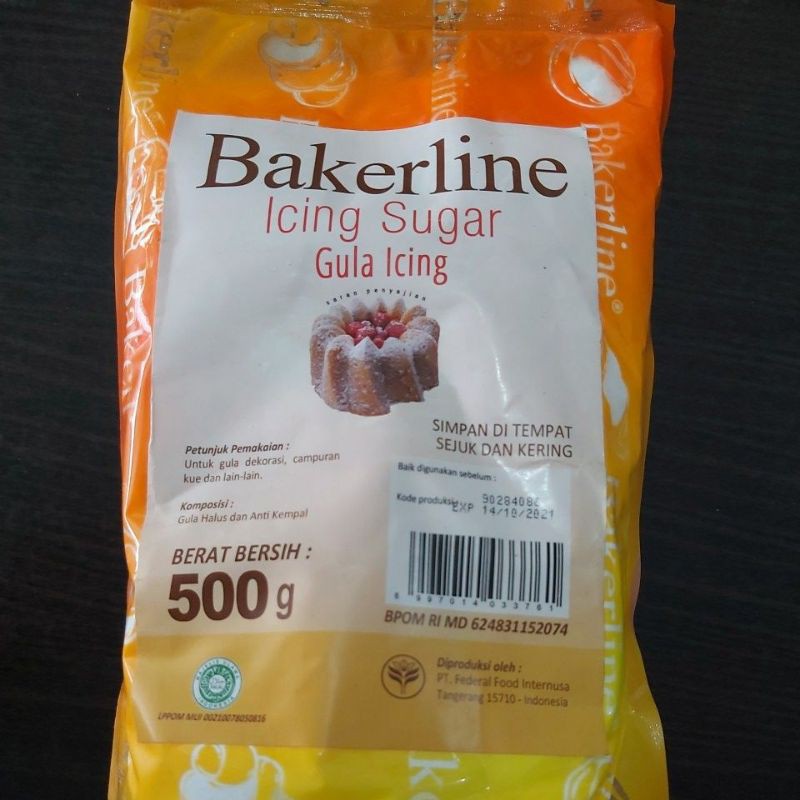 Bakerline
Icing Sugar
Gula Icing
saran penyajian
Petunjuk Pemakaian :
Untuk gula dekorasi, campuran
kue dan lain-lain.
Komposisi :
Gula Halus dan Anti Kempal
BERAT BERSIH :
500 g
SIMPAN DI TEMPAT
SEJUK DAN KERING
Baik digunakan sebelum :
Kode produksi
EXP 14/10/2021
6 997014 033761
BPOM RI MD 624831152074
Diproduksi oleh :
PT. Federal Food Internusa
Tangerang 15710 - Indonesia
LPPOM MUI 00210078050816
Bakerline®